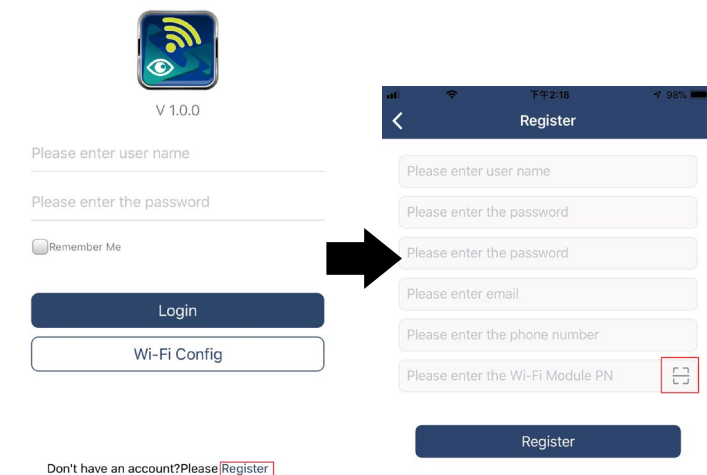 V 1.0.0
Please enter user name
Please enter the password
Remember Me
Login
Wi-Fi Config
Don't have an account?Please Register
下午2:18
98%
Register
Please enter user name
Please enter the password
Please enter the password
Please enter email
Please enter the phone number
Please enter the Wi-Fi Module PN
Register